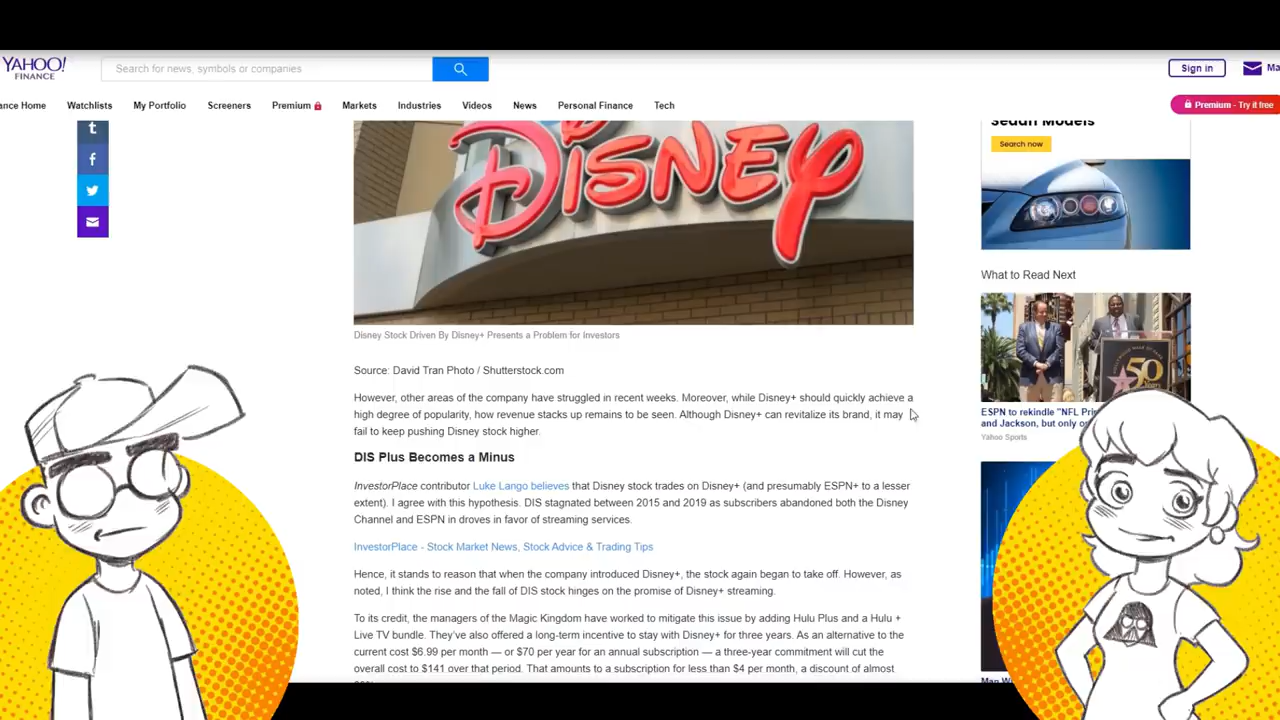 YAHOO!
FINANCE
Search for news, symbols or companies
Sign in
Ma
ance Home
Watchlists
My Portfolio
Screeners
Premium
Markets
Industries
Videos
News
Personal Finance
Tech
Premium - Try it free
DISNEY
Sedan Models
Search now
Disney Stock Driven By Disney+ Presents a Problem for Investors
Source: David Tran Photo / Shutterstock.com
However, other areas of the company have struggled in recent weeks. Moreover, while Disney+ should quickly achieve a
high degree of popularity, how revenue stacks up remains to be seen. Although Disney+ can revitalize its brand, it may
fail to keep pushing Disney stock higher.
DIS Plus Becomes a Minus
InvestorPlace contributor Luke Lango believes that Disney stock trades on Disney+ (and presumably ESPN+ to a lesser
extent). I agree with this hypothesis. DIS stagnated between 2015 and 2019 as subscribers abandoned both the Disney
Channel and ESPN in droves in favor of streaming services.
InvestorPlace - Stock Market News, Stock Advice & Trading Tips
Hence, it stands to reason that when the company introduced Disney+, the stock again began to take off. However, as
noted, I think the rise and the fall of DIS stock hinges on the promise of Disney+ streaming.
To its credit, the managers of the Magic Kingdom have worked to mitigate this issue by adding Hulu Plus and a Hulu +
Live TV bundle. They've also offered a long-term incentive to stay with Disney+ for three years. As an alternative to the
current cost $6.99 per month — or $70 per year for an annual subscription — a three-year commitment will cut the
overall cost to $141 over that period. That amounts to a subscription for less than $4 per month, a discount of almost
What to Read Next
50
ESPN to rekindle "NFL Pri
and Jackson, but only o
Yahoo Sports